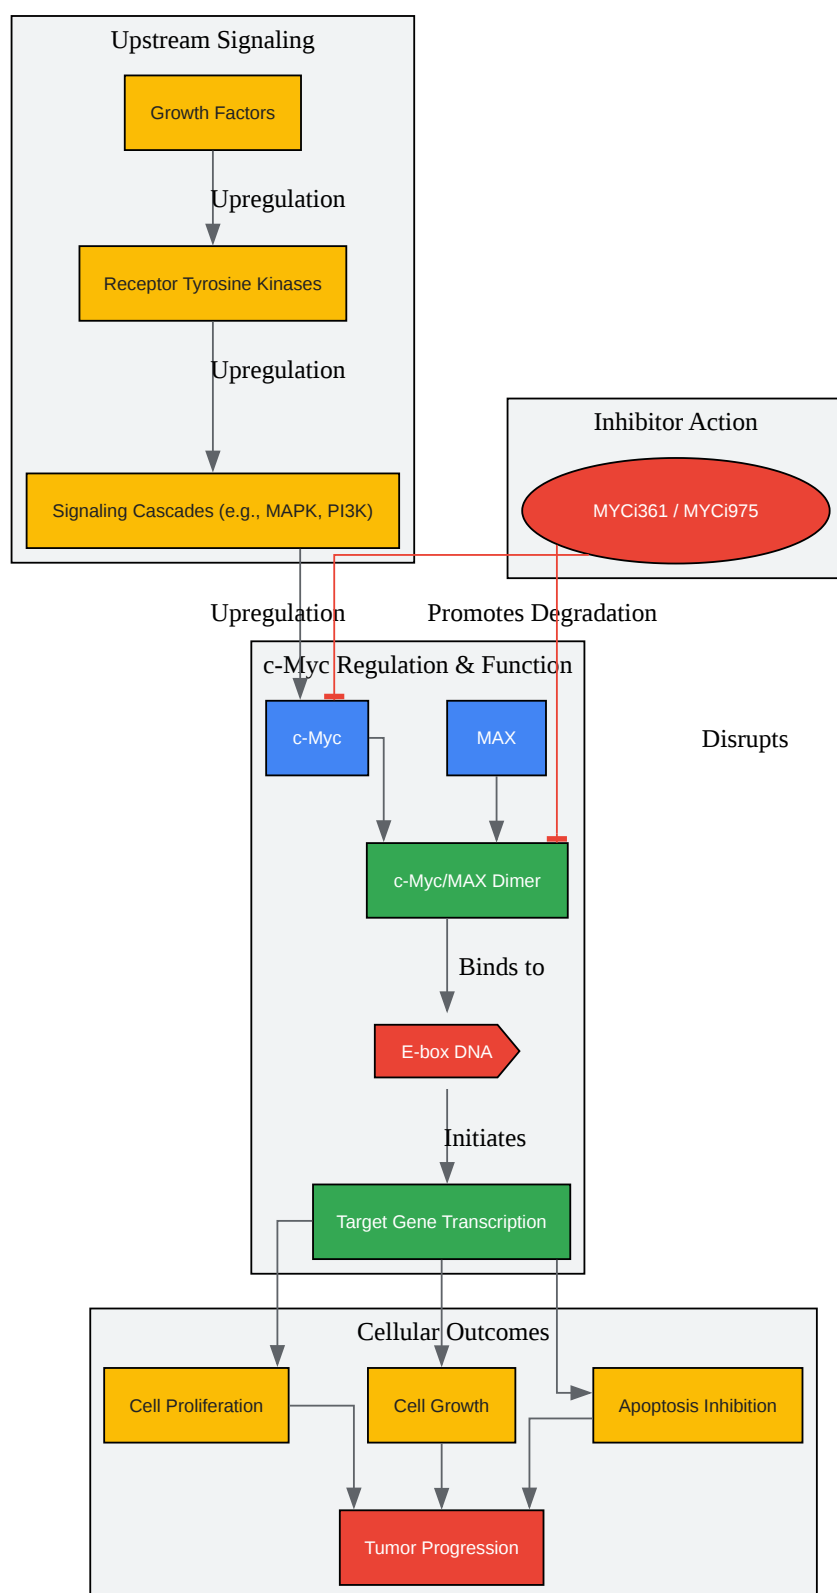 Upstream Signaling
Growth Factors
Upregulation
Receptor Tyrosine Kinases
Upregulation
Inhibitor Action
Signaling Cascades (e.g., MAPK, PI3K)
MYCi361 / MYCi975
Upregulation
Promotes Degradation
c-Myc Regulation & Function
c-Myc
MAX
Disrupts
c-Myc/MAX Dimer
Binds to
E-box DNA
Initiates
Target Gene Transcription
Cellular Outcomes
Cell Proliferation
Cell Growth
Apoptosis Inhibition
Tumor Progression